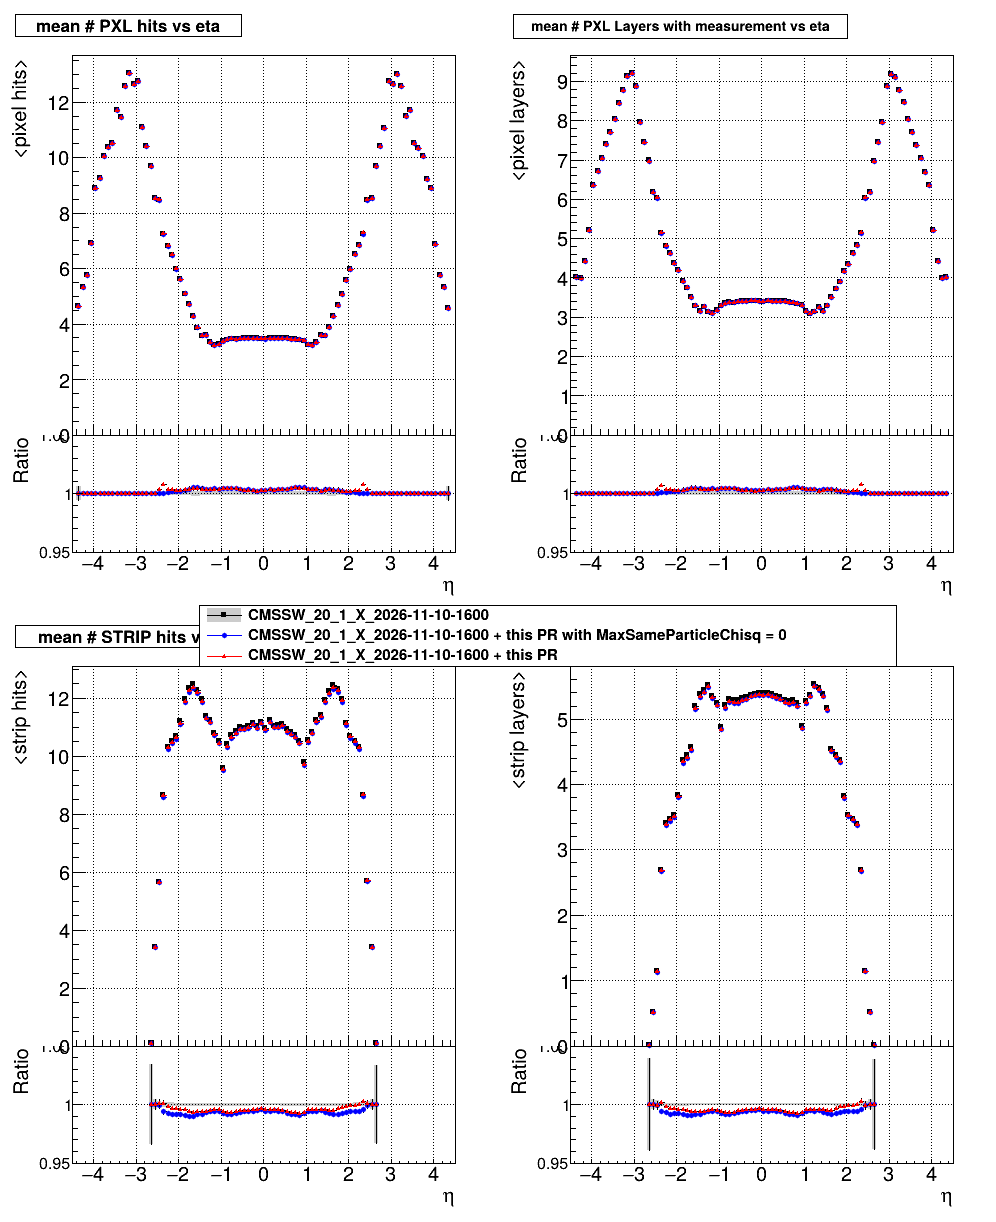 mean # PXL hits vs eta
<pixel hits>
12
10
8
6
4
2
0
Ratio
1
0.95
−4 −3 −2 −1 0 1 2 3 4
η
mean # PXL Layers with measurement vs eta
<pixel layers>
9
8
7
6
5
4
3
2
1
0
Ratio
1
0.95
−4 −3 −2 −1 0 1 2 3 4
η
CMSSW_20_1_X_2026-11-10-1600
CMSSW_20_1_X_2026-11-10-1600 + this PR with MaxSameParticleChisq = 0
CMSSW_20_1_X_2026-11-10-1600 + this PR
mean # STRIP hits v
<strip hits>
12
10
8
6
4
2
0
Ratio
1
0.95
−4 −3 −2 −1 0 1 2 3 4
η
<strip layers>
5
4
3
2
1
0
Ratio
1
0.95
−4 −3 −2 −1 0 1 2 3 4
η